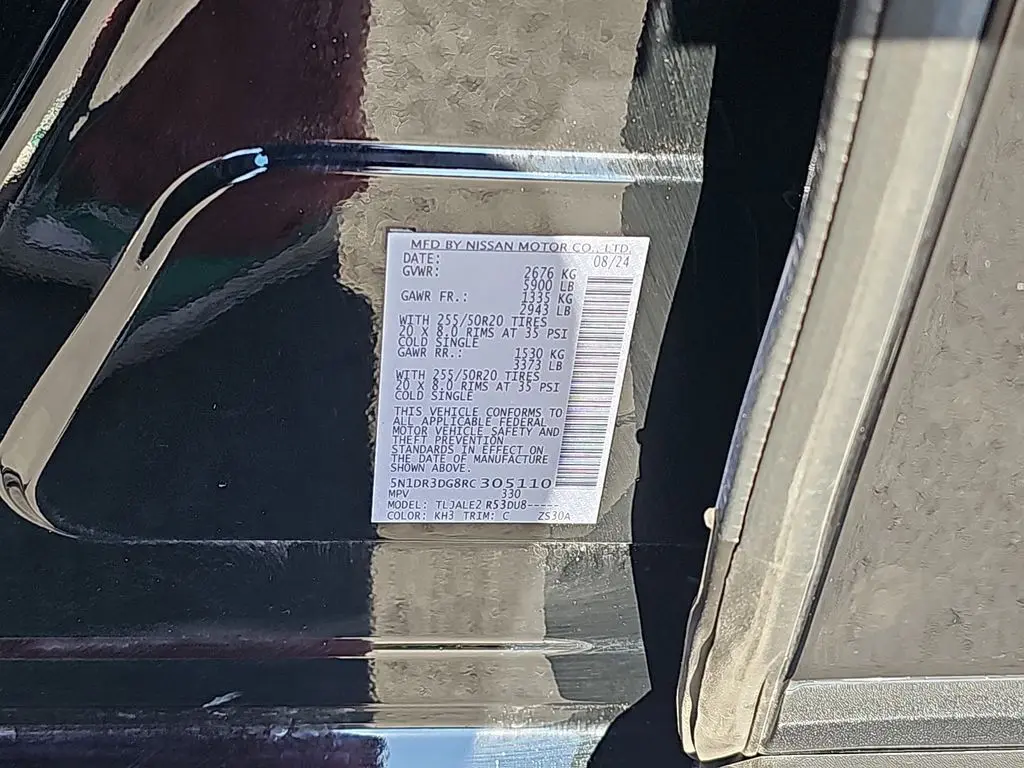 MFD BY NISSAN MOTOR CO., LTD.
DATE: 08/24
GVWR: 2676 KG
5900 LB
GAWR FR.: 1335 KG
2943 LB
WITH 255/50R20 TIRES
20 X 8.0 RIMS AT 35 PSI
COLD SINGLE
GAWR RR.: 1530 KG
3373 LB
WITH 255/50R20 TIRES
20 X 8.0 RIMS AT 35 PSI
COLD SINGLE
THIS VEHICLE CONFORMS TO
ALL APPLICABLE FEDERAL
MOTOR VEHICLE SAFETY AND
THEFT PREVENTION
STANDARDS IN EFFECT ON
THE DATE OF MANUFACTURE
SHOWN ABOVE.
5N1DR3DG8RC305110
MPV 330
MODEL: TLJALE2 R53DU8-----
COLOR: KH3 TRIM: C ZS30A